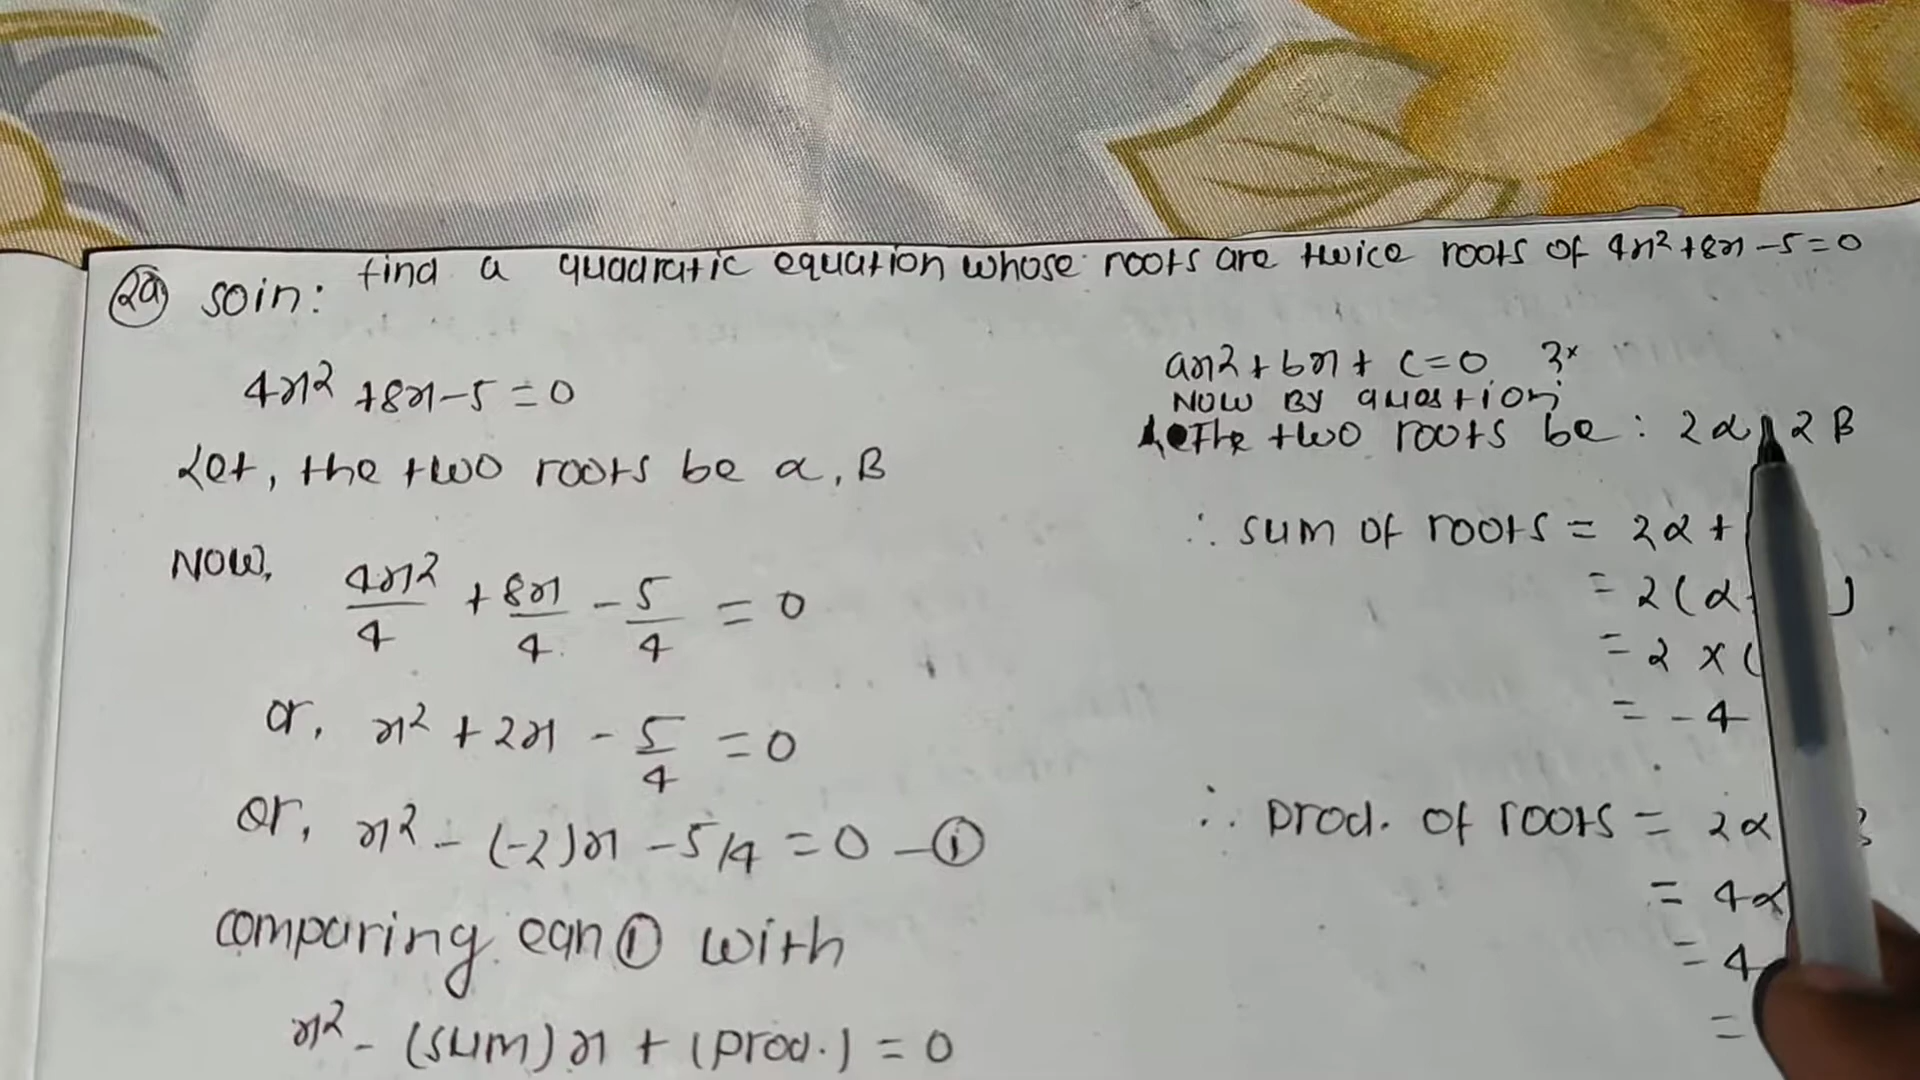 2a) Soln: find a quadratic equation whose roots are twice roots of 4x² + 8x - 5 = 0
4x² + 8x - 5 = 0
Let, the two roots be α, β
Now,
4x²/4 + 8x/4 - 5/4 = 0
or, x² + 2x - 5/4 = 0
or, x² - (-2)x - 5/4 = 0 - ①
comparing eqn ① with
x² - (sum)x + (prod.) = 0
ax² + bx + c = 0
Now By question,
The two roots be: 2α, 2β
∴ sum of roots = 2α +
= 2(α )
= 2 × (
= -4
∴ prod. of roots = 2α
= 4α
= 4
=